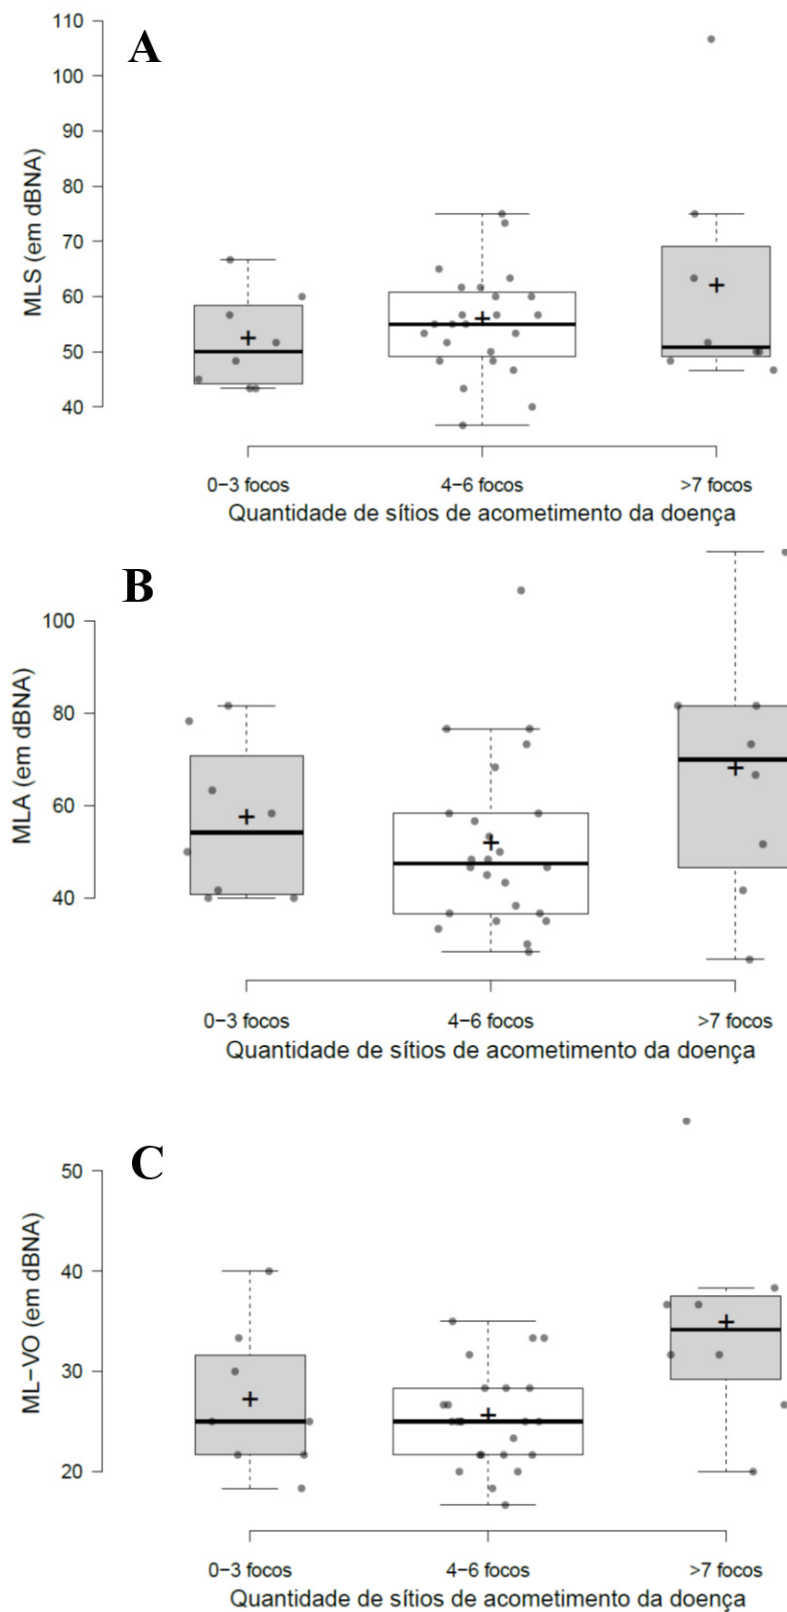 A
110
100
90
80
70
60
50
40
MLS (em dBNA)
0−3 focos
4−6 focos
>7 focos
Quantidade de sítios de acometimento da doença
B
100
80
60
40
MLA (em dBNA)
0−3 focos
4−6 focos
>7 focos
Quantidade de sítios de acometimento da doença
C
50
40
30
20
ML−VO (em dBNA)
0−3 focos
4−6 focos
>7 focos
Quantidade de sítios de acometimento da doença